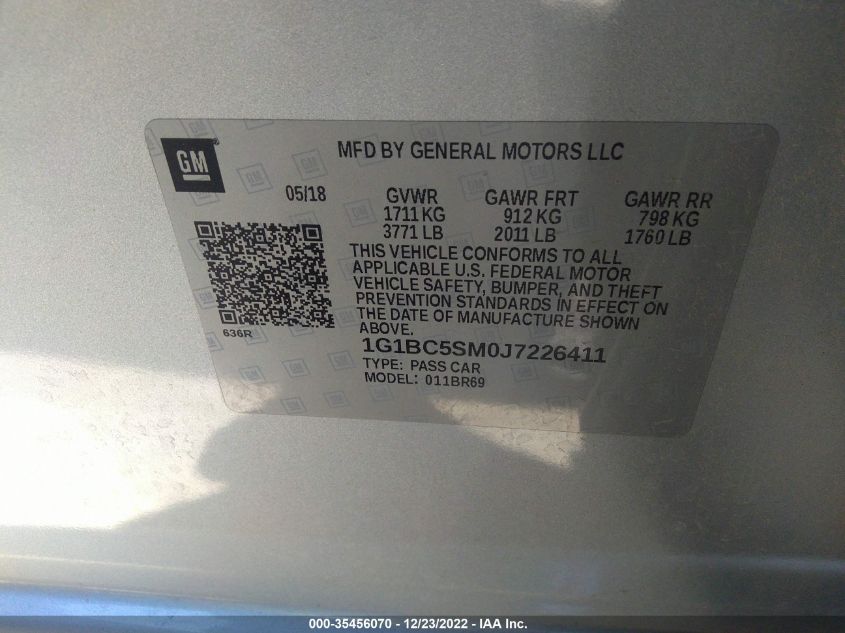 GM
MFD BY GENERAL MOTORS LLC
05/18 GVWR GAWR FRT GAWR RR
1711 KG 912 KG 798 KG
3771 LB 2011 LB 1760 LB
THIS VEHICLE CONFORMS TO ALL
APPLICABLE U.S. FEDERAL MOTOR
VEHICLE SAFETY, BUMPER, AND THEFT
PREVENTION STANDARDS IN EFFECT ON
THE DATE OF MANUFACTURE SHOWN
ABOVE.
636R
1G1BC5SM0J7226411
TYPE: PASS CAR
MODEL: 011BR69
000-35456070 - 12/23/2022 - IAA Inc.